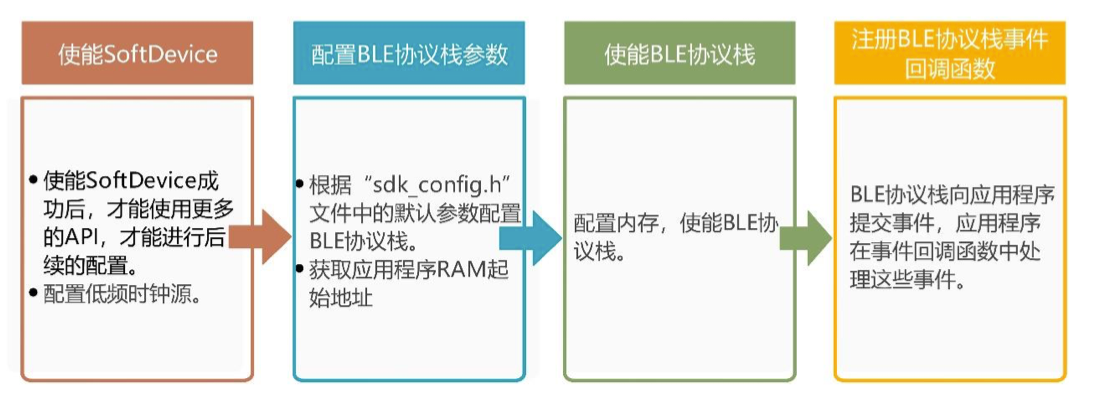 使能SoftDevice
• 使能SoftDevice成
功后，才能使用更多
的API，才能进行后
续的配置。
• 配置低频时钟源。
配置BLE协议栈参数
• 根据“sdk_config.h”
文件中的默认参数配置
BLE协议栈。
• 获取应用程序RAM起
始地址
使能BLE协议栈
配置内存，使能BLE协
议栈。
注册BLE协议栈事件
回调函数
BLE协议栈向应用程序
提交事件，应用程序
在事件回调函数中处
理这些事件。